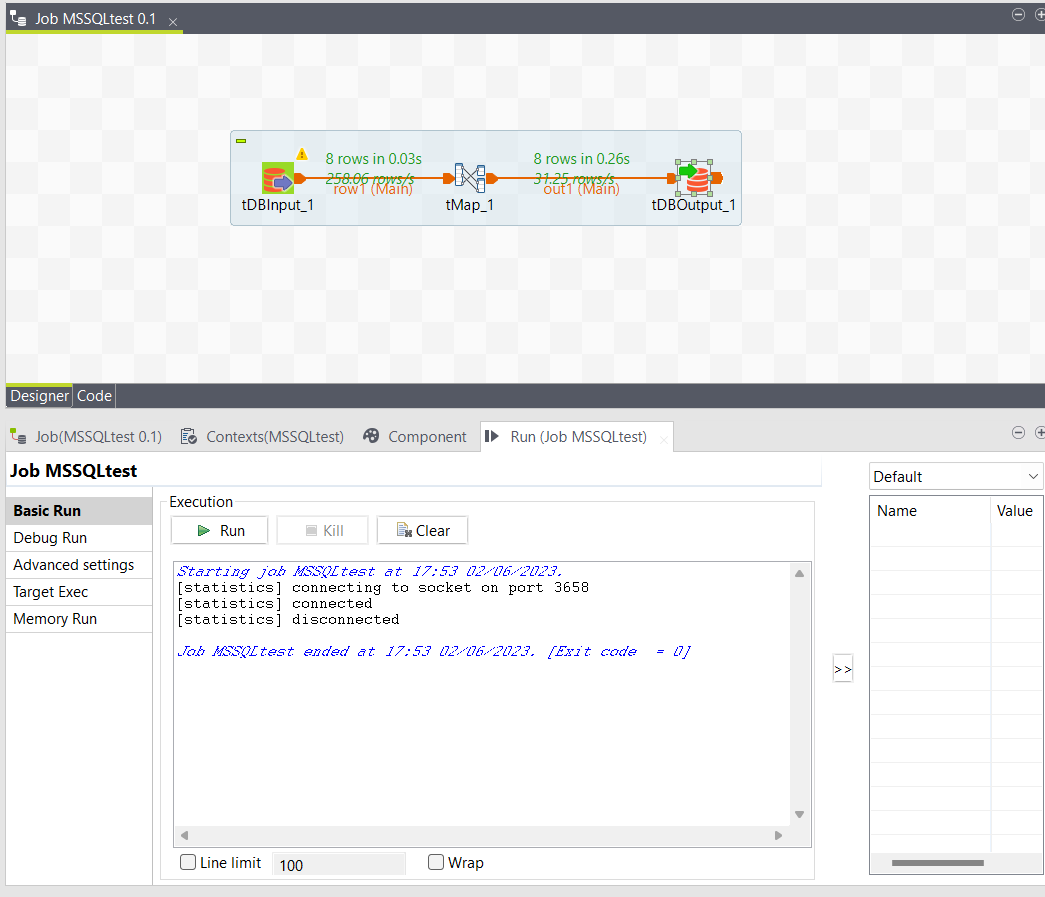 Job MSSQLtest 0.1
8 rows in 0.03s
8 rows in 0.26s
258.06 rows/s
31.25 rows/s
row1 (Main)
out1 (Main)
tDBInput_1
tMap_1
tDBOutput_1
Designer
Code
Job(MSSQLtest 0.1)
Contexts(MSSQLtest)
Component
Run (Job MSSQLtest)
Job MSSQLtest
Default
Basic Run
Debug Run
Advanced settings
Target Exec
Memory Run
Execution
Run
Kill
Clear
Starting job MSSQLtest at 17:53 02/06/2023.
[statistics] connecting to socket on port 3658
[statistics] connected
[statistics] disconnected
Job MSSQLtest ended at 17:53 02/06/2023. [Exit code  = 0]
Line limit
100
Wrap
>>
Name
Value